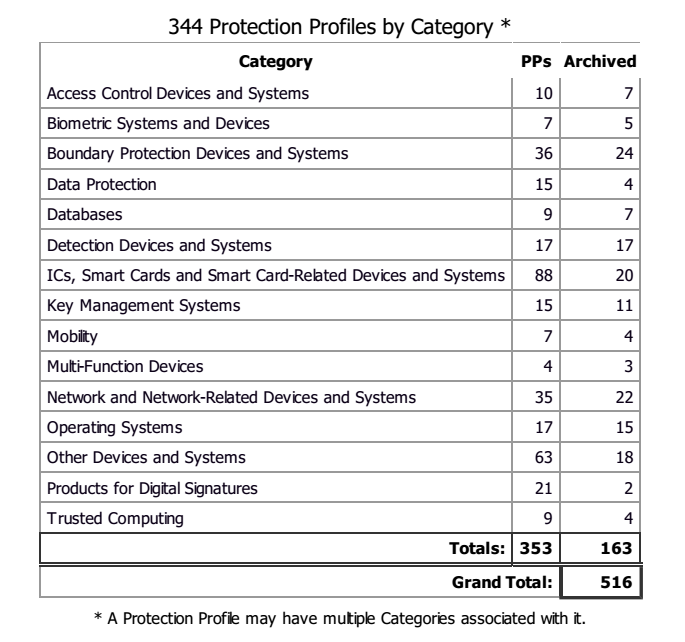 344 Protection Profiles by Category *
Category PPs Archived
Access Control Devices and Systems 10 7
Biometric Systems and Devices 7 5
Boundary Protection Devices and Systems 36 24
Data Protection 15 4
Databases 9 7
Detection Devices and Systems 17 17
ICs, Smart Cards and Smart Card-Related Devices and Systems 88 20
Key Management Systems 15 11
Mobility 7 4
Multi-Function Devices 4 3
Network and Network-Related Devices and Systems 35 22
Operating Systems 17 15
Other Devices and Systems 63 18
Products for Digital Signatures 21 2
Trusted Computing 9 4
Totals: 353 163
Grand Total: 516
* A Protection Profile may have multiple Categories associated with it.